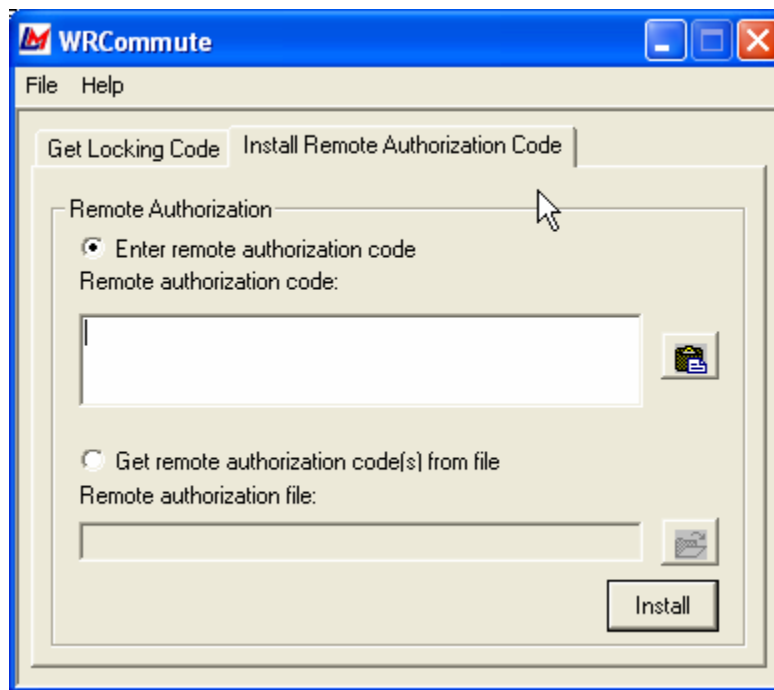 WRCommute
File Help
Get Locking Code Install Remote Authorization Code
Remote Authorization
Enter remote authorization code
Remote authorization code:
Get remote authorization code(s) from file
Remote authorization file:
Install